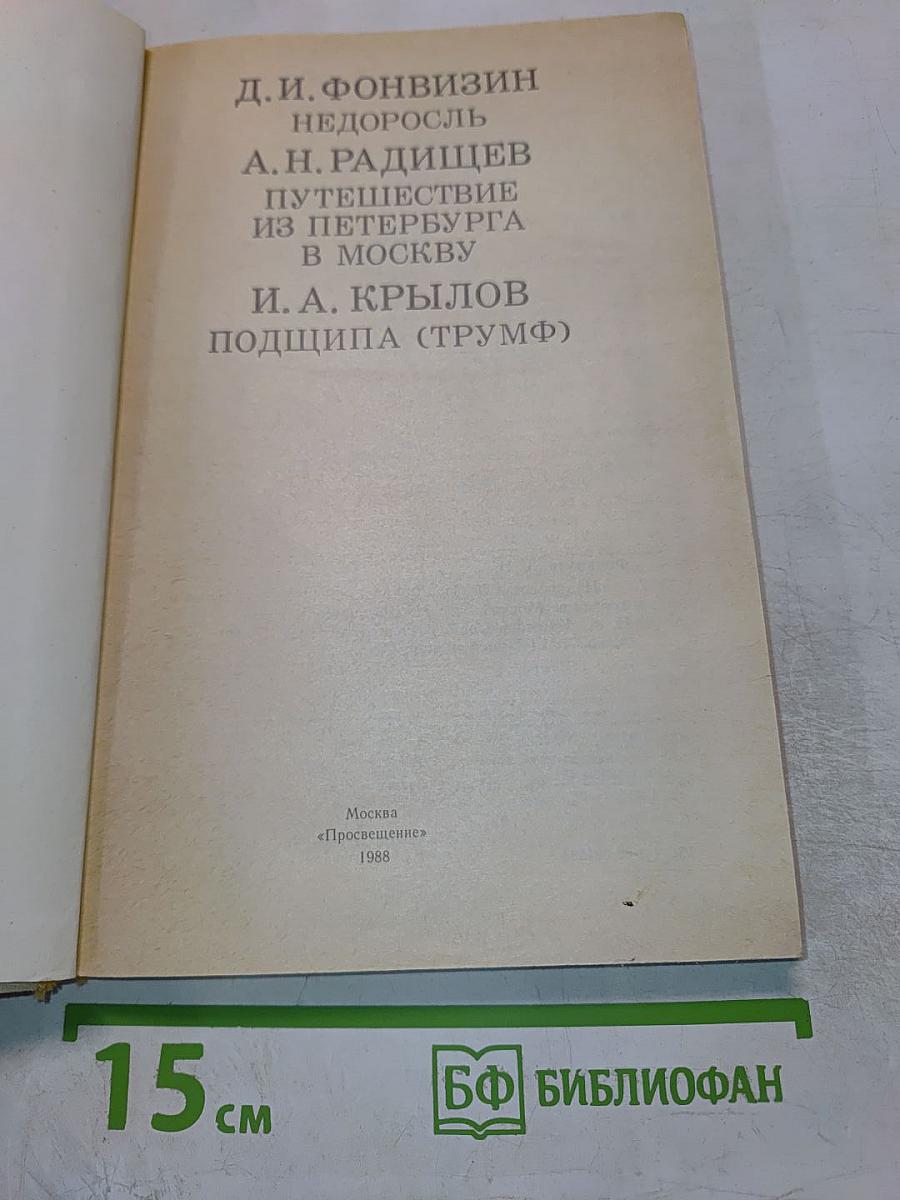 Д. И. ФОНВИЗИН
НЕДОРОСЛЬ
А. Н. РАДИЩЕВ
ПУТЕШЕСТВИЕ
ИЗ ПЕТЕРБУРГА
В МОСКВУ
И. А. КРЫЛОВ
ПОДЩИПА (ТРУМФ)
Москва
«Просвещение»
1988
15 см
БФ БИБЛИОФАН